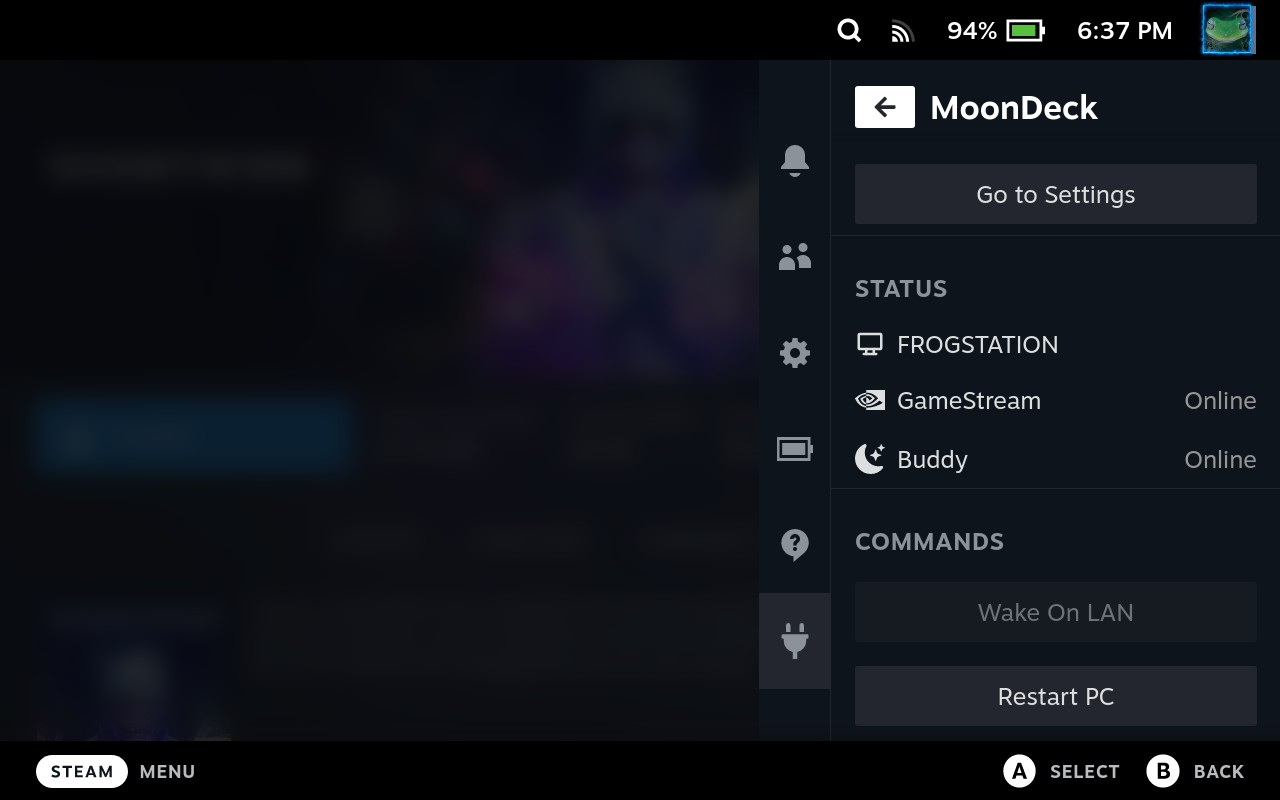 94% 6:37 PM
MoonDeck
Go to Settings
STATUS
FROGSTATION
GameStream Online
Buddy Online
COMMANDS
Wake On LAN
Restart PC
STEAM MENU A SELECT B BACK